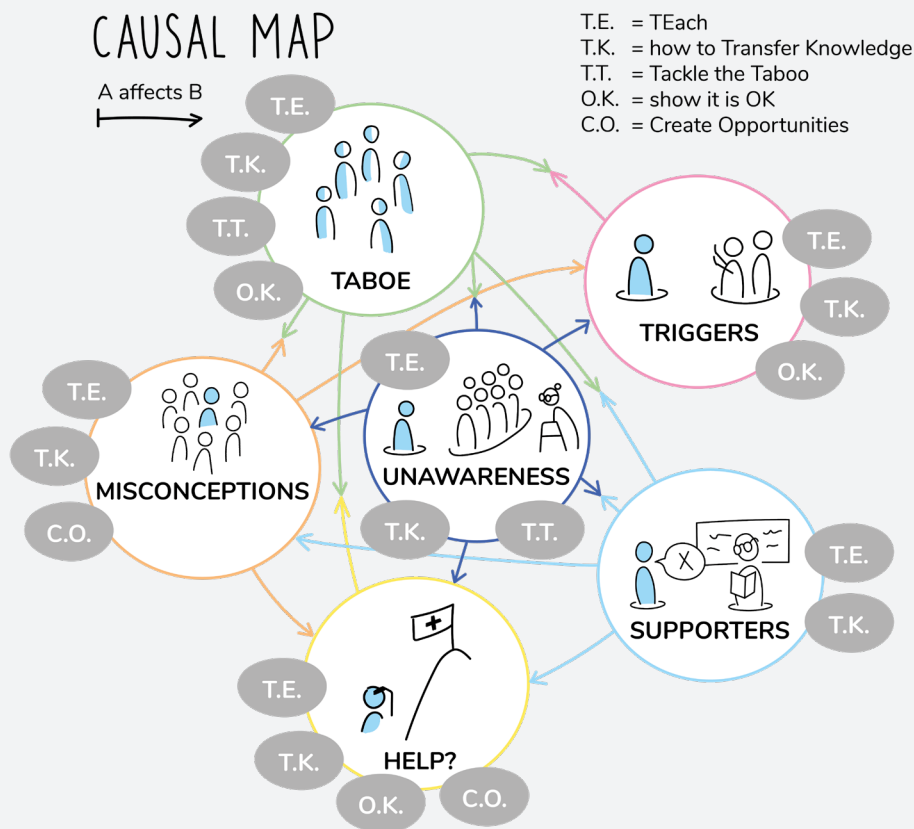 CAUSAL MAP
A affects B
T.E. = TEach
T.K. = how to Transfer Knowledge
T.T. = Tackle the Taboo
O.K. = show it is OK
C.O. = Create Opportunities
T.E.
T.K.
T.T.
O.K.
TABOE
T.E.
T.K.
O.K.
TRIGGERS
T.E.
T.K.
C.O.
MISCONCEPTIONS
T.E.
UNAWARENESS
T.K.
T.T.
X
SUPPORTERS
T.E.
T.K.
T.E.
T.K.
HELP?
O.K.
C.O.